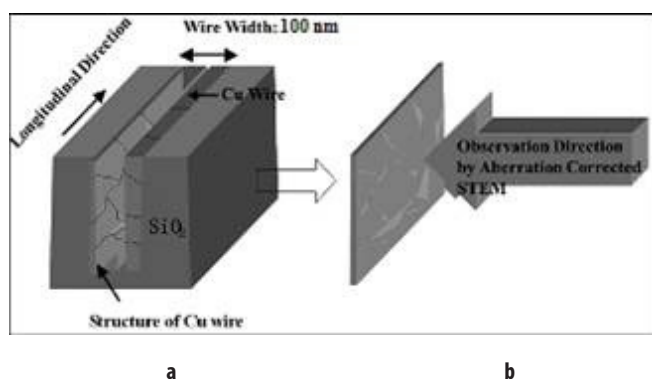 Wire Width: 100 nm
Longitudinal Direction
Cu Wire
SiO₂
Structure of Cu wire
Observation Direction
by Aberration Corrected
STEM
a
b